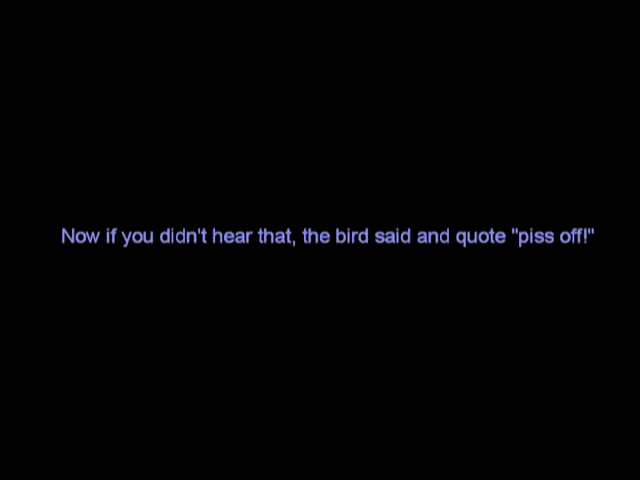 Now if you didn't hear that, the bird said and quote "piss off!"